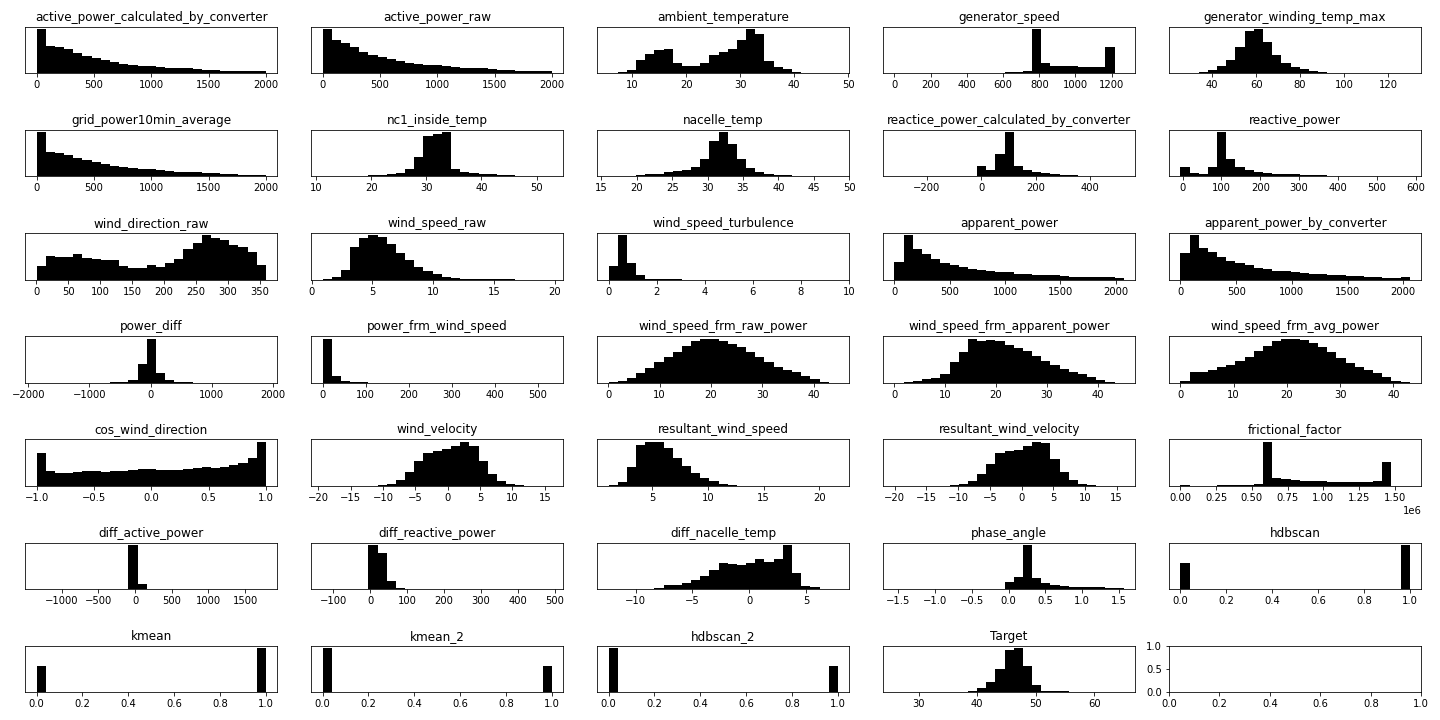 active_power_calculated_by_converter active_power_raw ambient_temperature generator_speed generator_winding_temp_max
0 500 1000 1500 2000 0 500 1000 1500 2000 10 20 30 40 50 0 200 400 600 800 1000 1200 40 60 80 100 120
grid_power10min_average nc1_inside_temp nacelle_temp reactice_power_calculated_by_converter reactive_power
0 500 1000 1500 2000 10 20 30 40 50 15 20 25 30 35 40 45 50 −200 0 200 400 0 100 200 300 400 500 600
wind_direction_raw wind_speed_raw wind_speed_turbulence apparent_power apparent_power_by_converter
0 50 100 150 200 250 300 350 0 5 10 15 20 0 2 4 6 8 10 0 500 1000 1500 2000 0 500 1000 1500 2000
power_diff power_frm_wind_speed wind_speed_frm_raw_power wind_speed_frm_apparent_power wind_speed_frm_avg_power
−2000 −1000 0 1000 2000 0 100 200 300 400 500 0 10 20 30 40 0 10 20 30 40 0 10 20 30 40
cos_wind_direction wind_velocity resultant_wind_speed resultant_wind_velocity frictional_factor
−1.0 −0.5 0.0 0.5 1.0 −20 −15 −10 −5 0 5 10 15 5 10 15 20 −20 −15 −10 −5 0 5 10 15 0.00 0.25 0.50 0.75 1.00 1.25 1.50
1e6
diff_active_power diff_reactive_power diff_nacelle_temp phase_angle hdbscan
−1000 −500 0 500 1000 1500 −100 0 100 200 300 400 500 −10 −5 0 5 −1.5 −1.0 −0.5 0.0 0.5 1.0 1.5 0.0 0.2 0.4 0.6 0.8 1.0
kmean kmean_2 hdbscan_2 Target
1.0
0.5
0.0
0.0 0.2 0.4 0.6 0.8 1.0 0.0 0.2 0.4 0.6 0.8 1.0 0.0 0.2 0.4 0.6 0.8 1.0 30 40 50 60 0.0 0.2 0.4 0.6 0.8 1.0